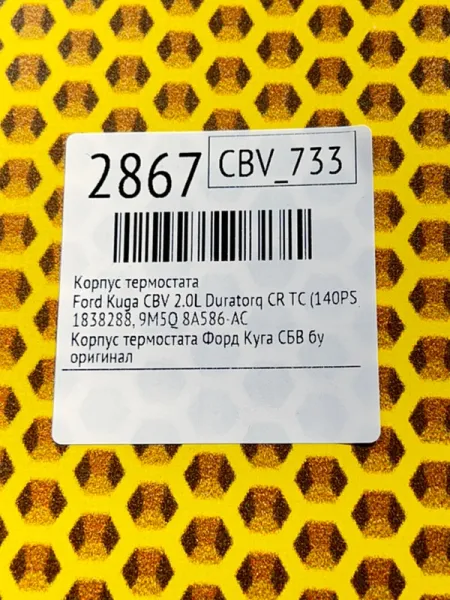 2867
CBV_733
Корпус термостата
Ford Kuga CBV 2.0L Duratorq CR TC (140PS
1838288, 9M5Q 8A586-AC
Корпус термостата Форд Куга СБВ бу
оригинал